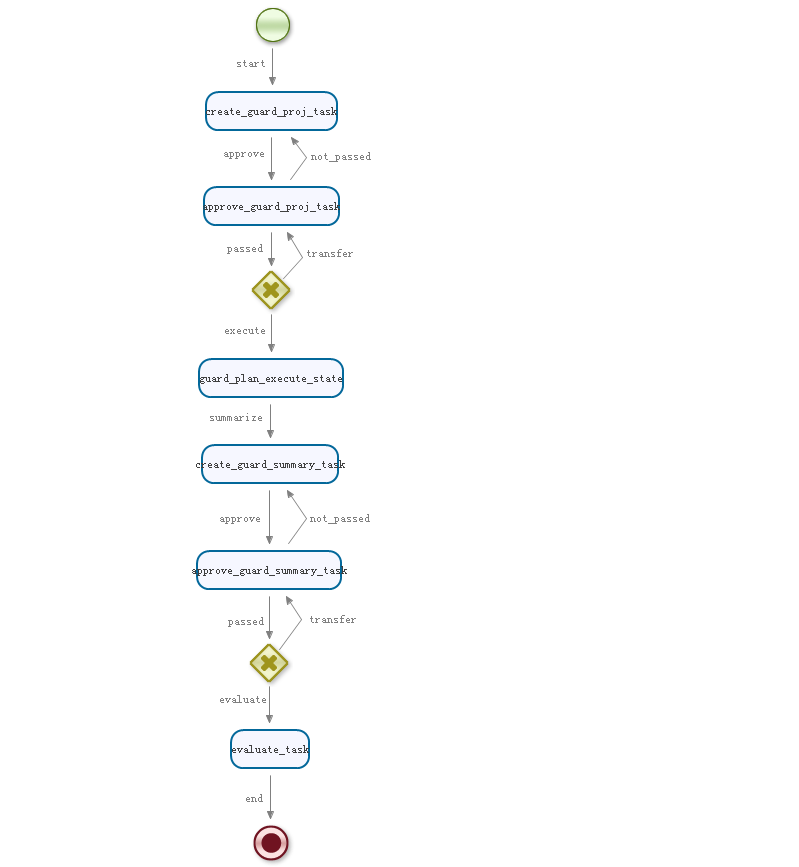 start
create_guard_proj_task
approve
not_passed
approve_guard_proj_task
passed
transfer
execute
guard_plan_execute_state
summarize
create_guard_summary_task
approve
not_passed
approve_guard_summary_task
passed
transfer
evaluate
evaluate_task
end